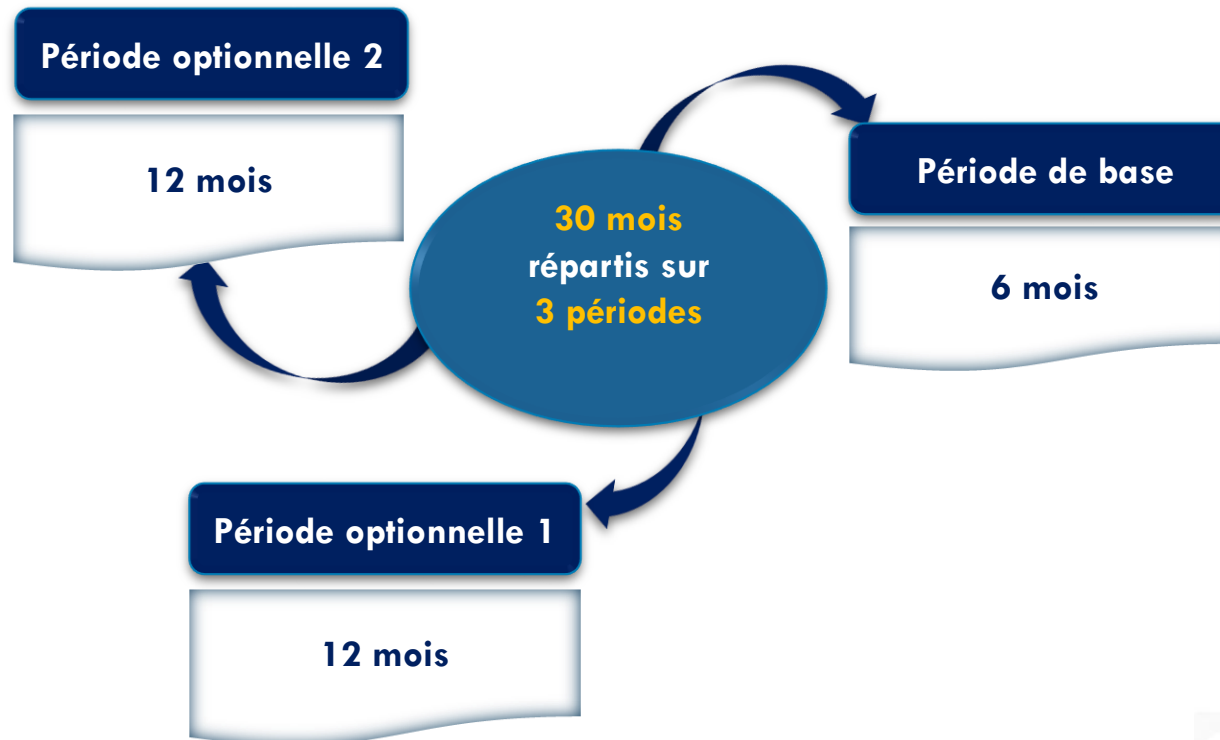 Période optionnelle 2
12 mois
30 mois
répartis sur
3 périodes
Période de base
6 mois
Période optionnelle 1
12 mois